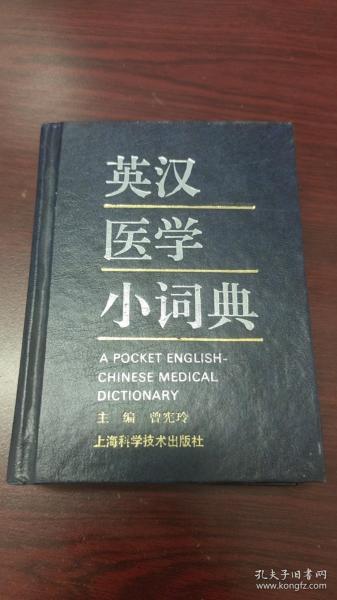 英汉
医学
小词典
A POCKET ENGLISH-
CHINESE MEDICAL
DICTIONARY
主 编 曾宪玲
上海科学技术出版社
孔夫子旧书网
www.kongfz.com